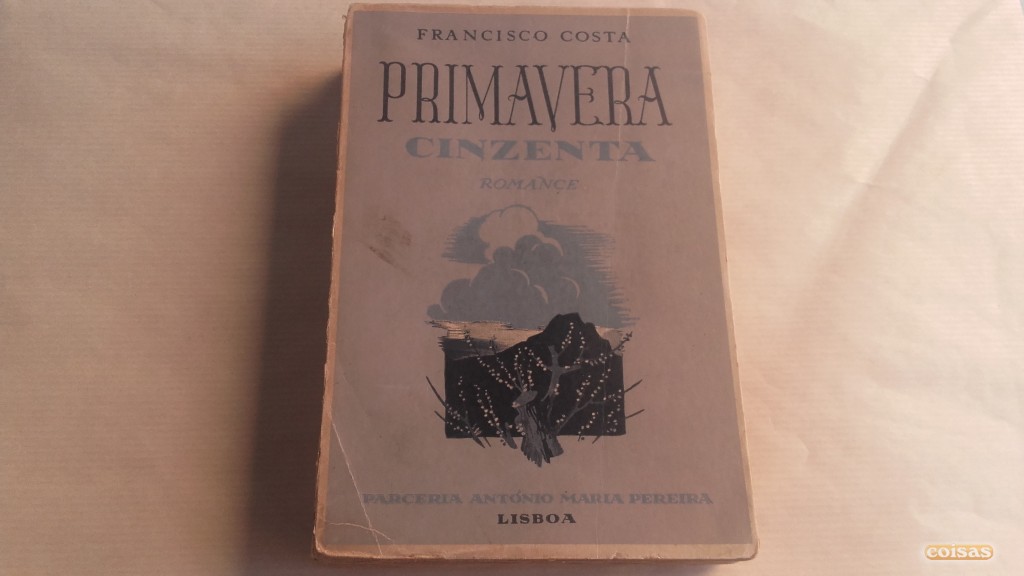 FRANCISCO COSTA
PRIMAVERA
CINZENTA
ROMANCE
PARCERIA ANTÓNIO MARIA PEREIRA
LISBOA
coisas